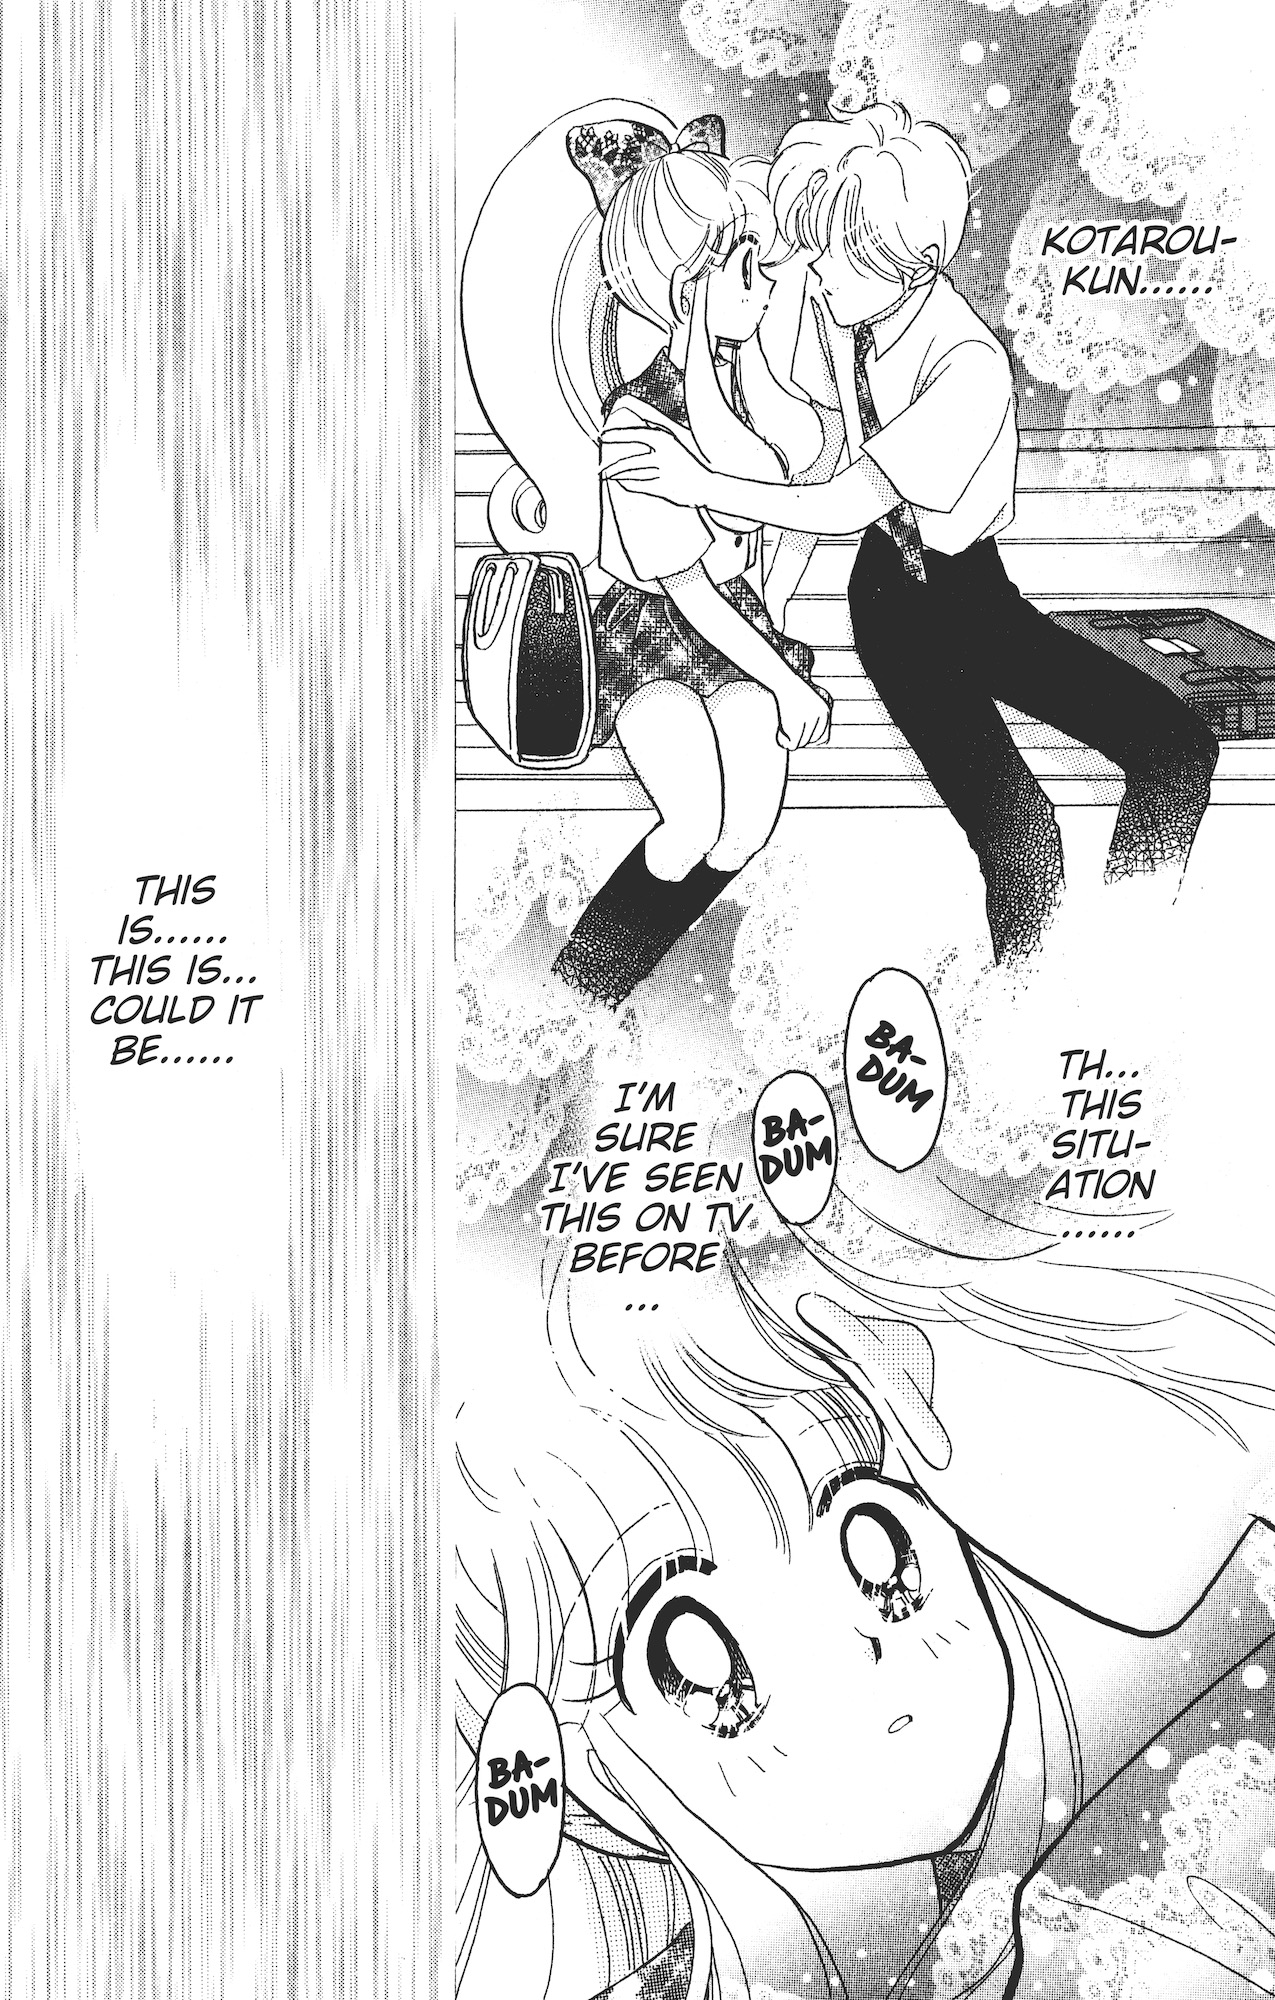 KOTAROU-
KUN......
TH...
THIS
SITU-
ATION
......
BA-
DUM
BA-
DUM
I'M
SURE
I'VE SEEN
THIS ON TV
BEFORE
...
BA-
DUM
THIS
IS......
THIS IS...
COULD IT
BE......